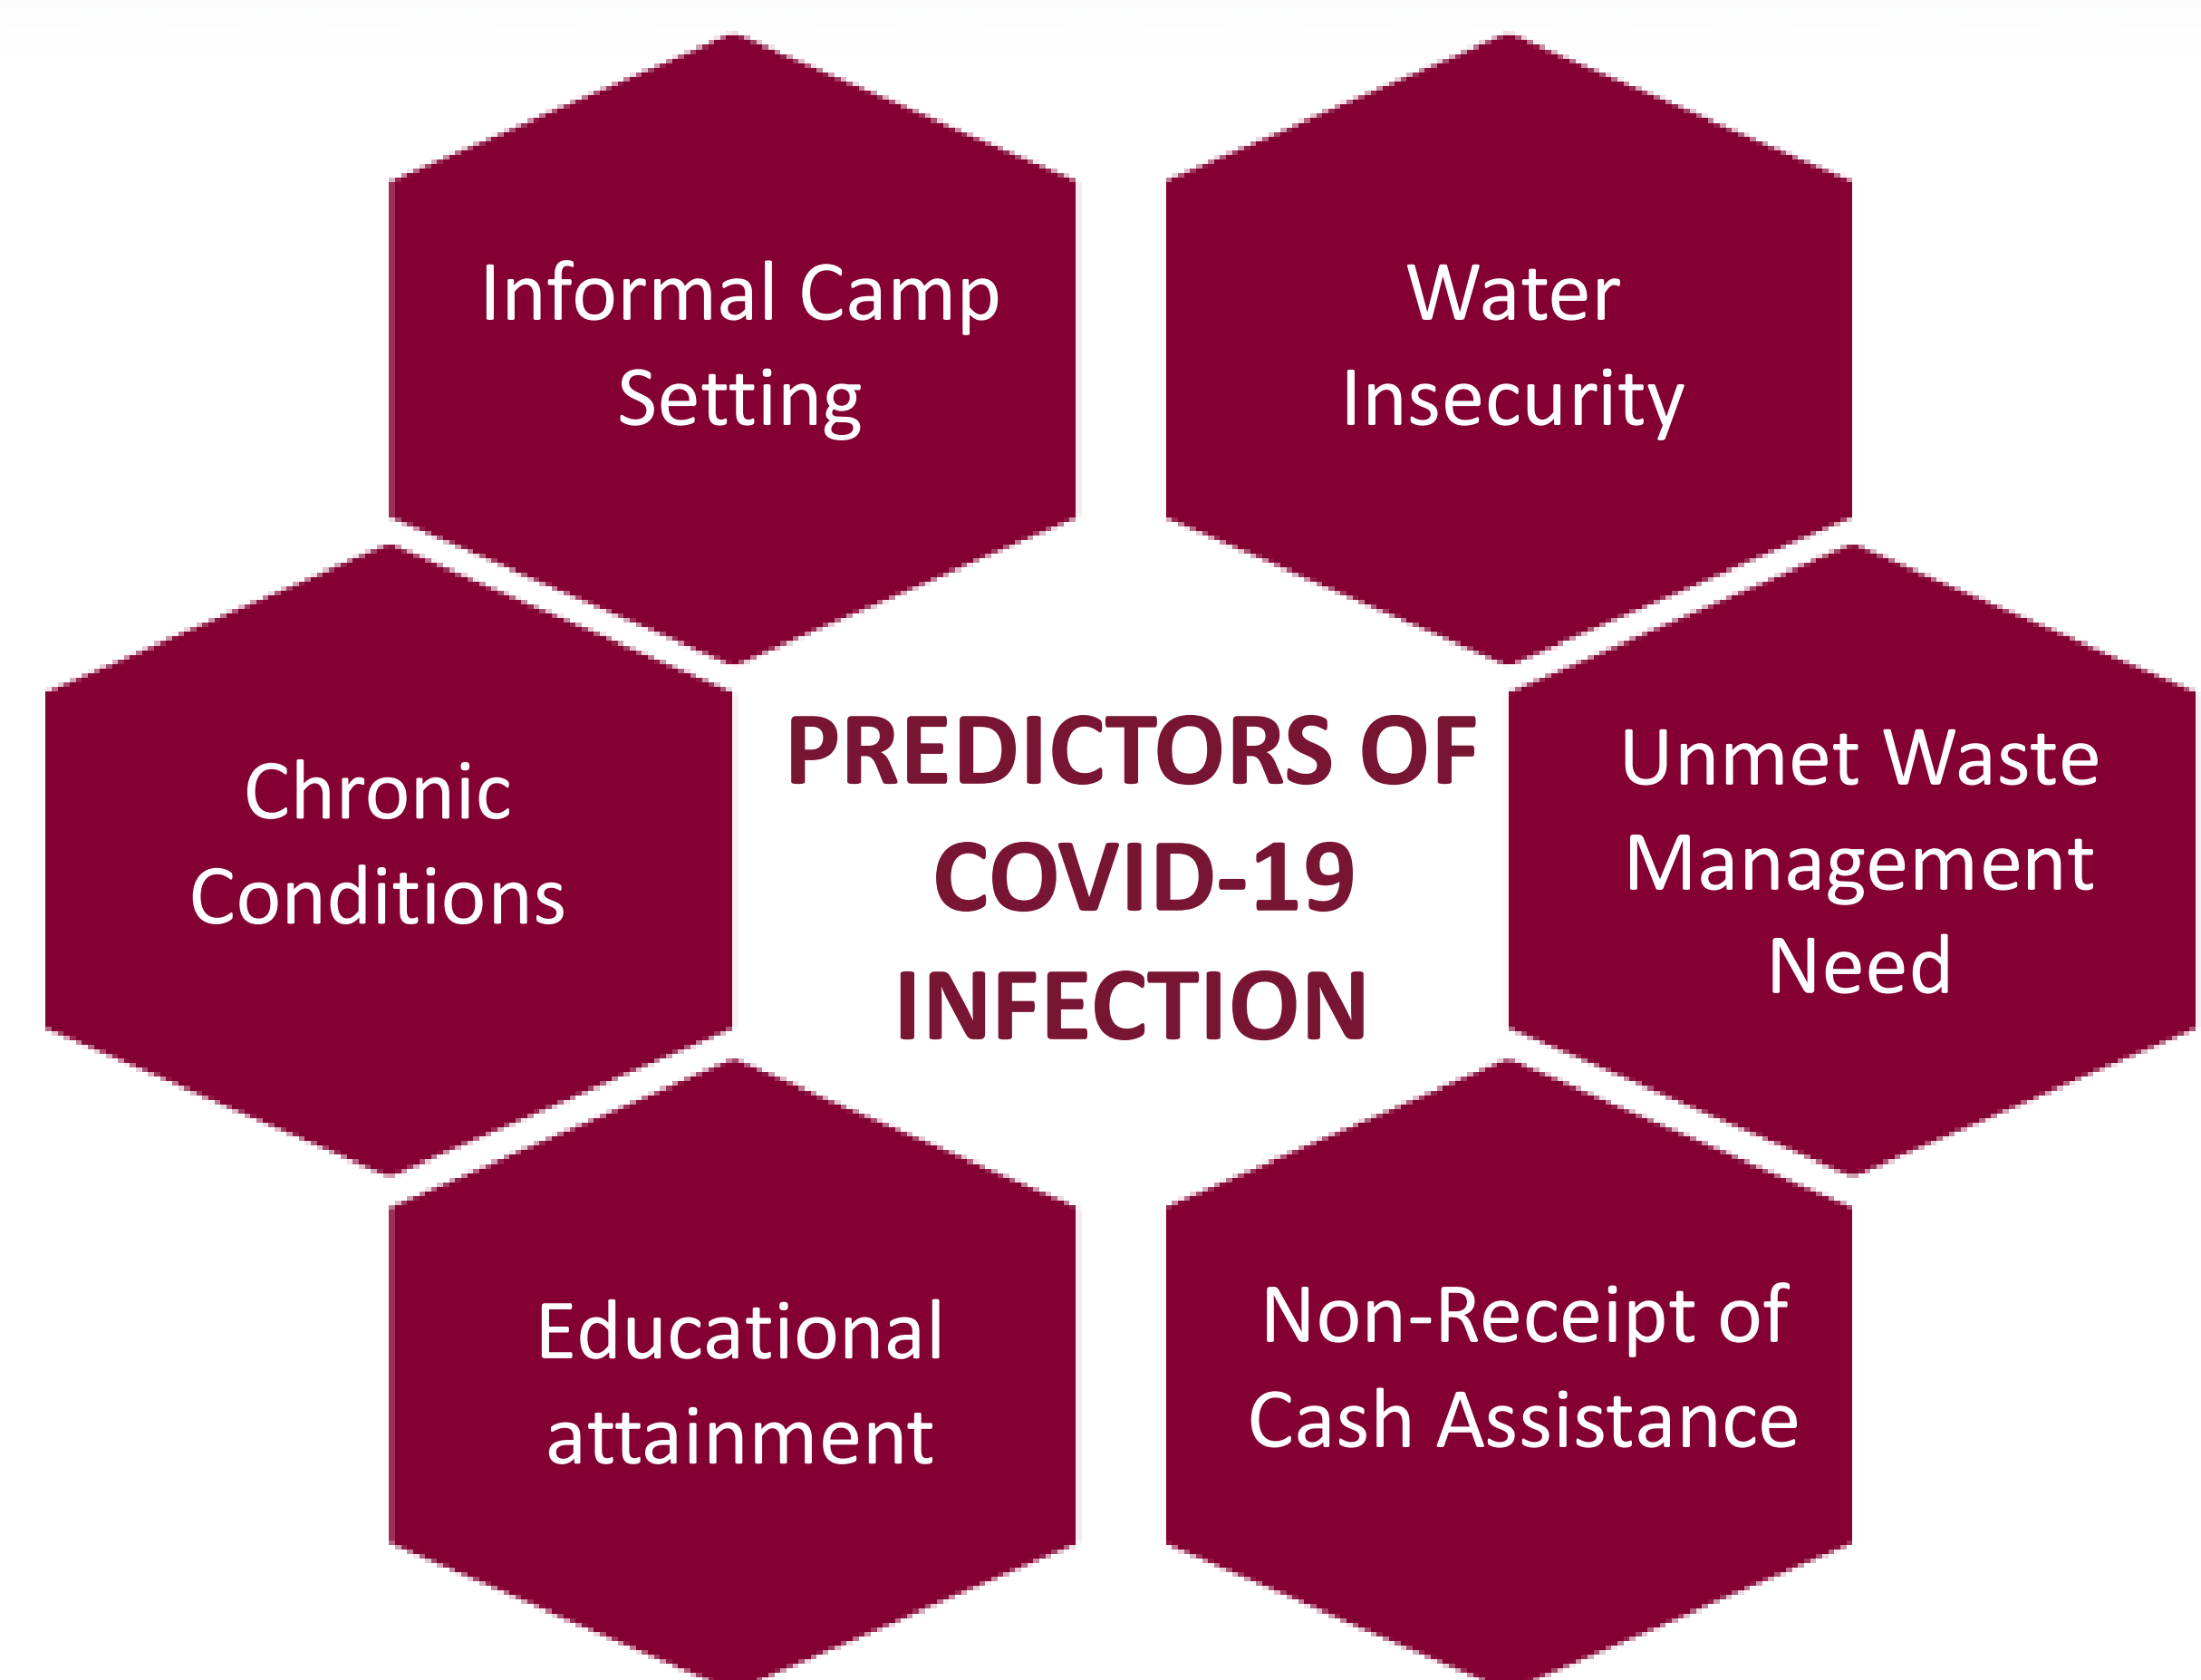 Informal Camp
Setting
Water
Insecurity
Chronic
Conditions
PREDICTORS OF
COVID-19
INFECTION
Unmet Waste
Management
Need
Educational
attainment
Non-Receipt of
Cash Assistance